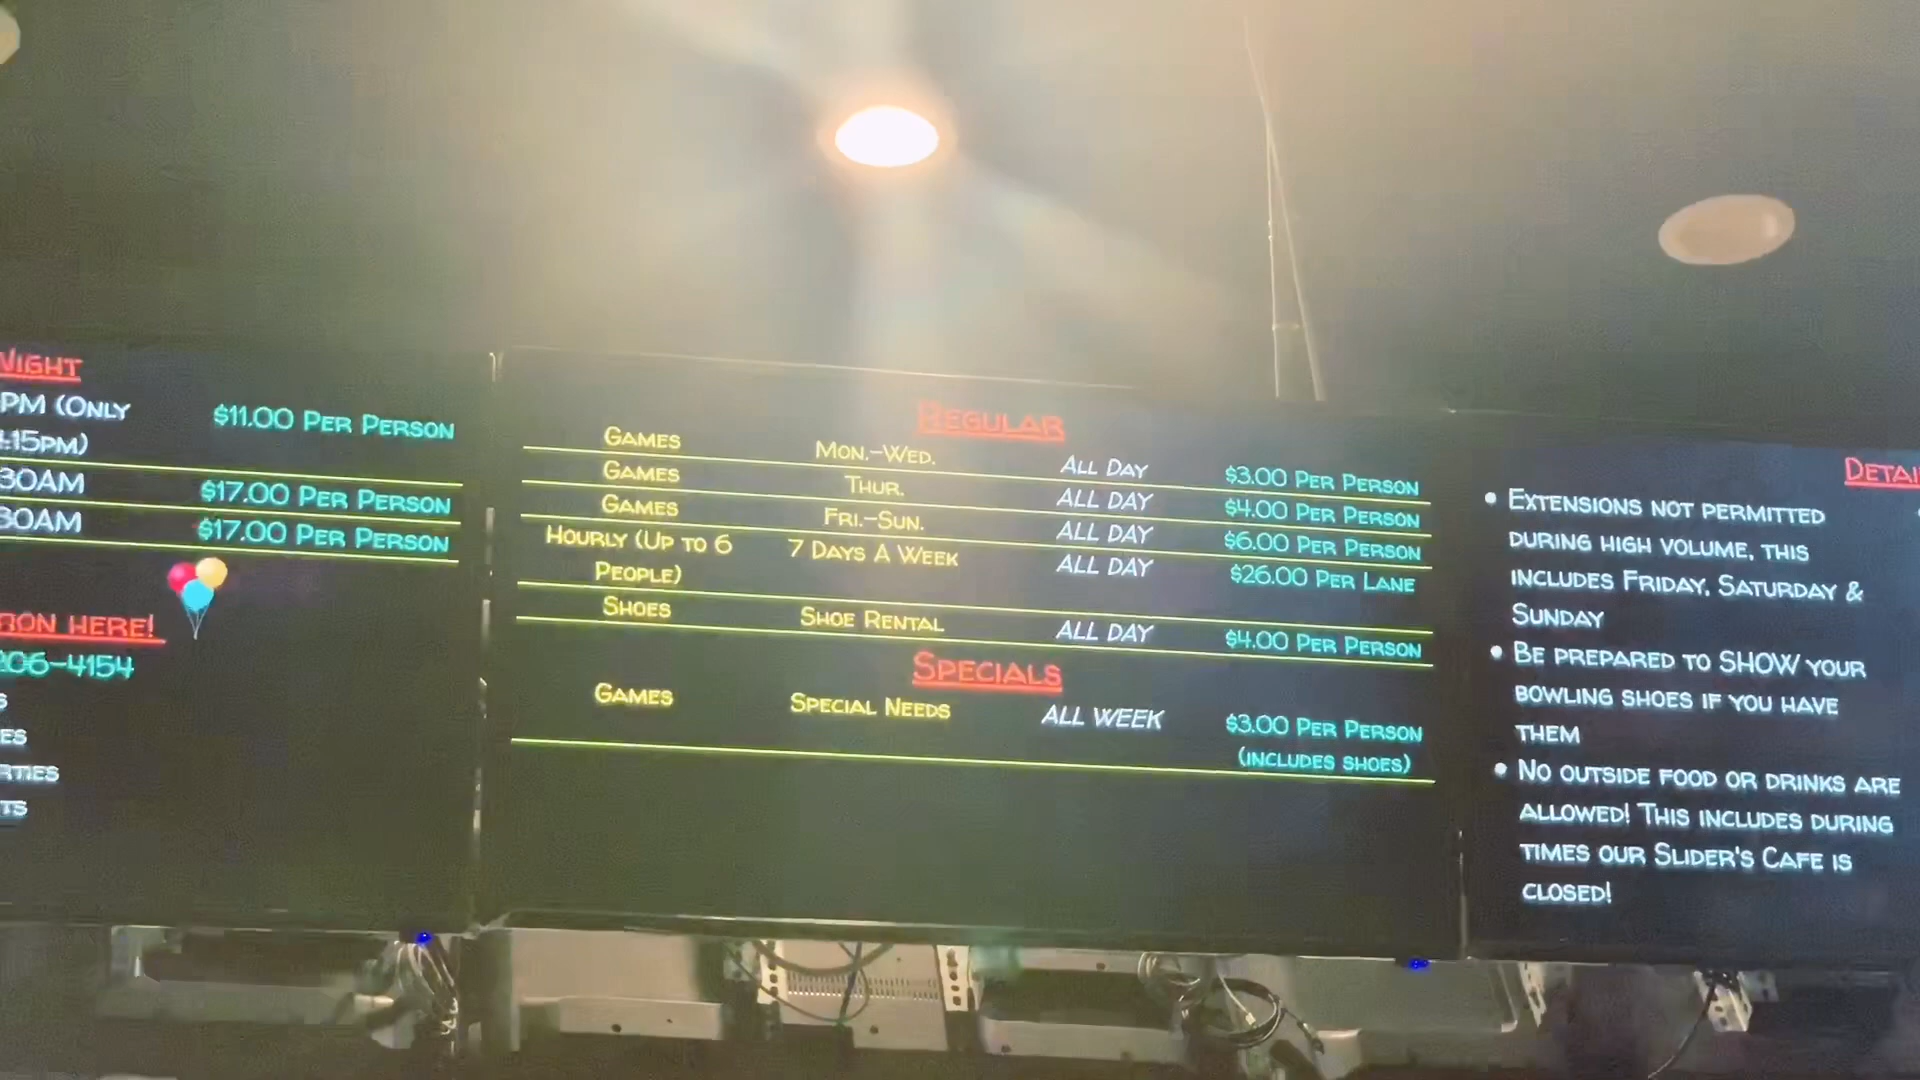 NIGHT
PM (ONLY $11.00 PER PERSON
:15PM)
30AM $17.00 PER PERSON
30AM $17.00 PER PERSON
HERE!
206-4154
REGULAR
GAMES MON.-WED. ALL DAY $3.00 PER PERSON
GAMES THUR. ALL DAY $4.00 PER PERSON
GAMES FRI.-SUN. ALL DAY $6.00 PER PERSON
HOURLY (UP TO 6 7 DAYS A WEEK ALL DAY $26.00 PER LANE
PEOPLE)
SHOES SHOE RENTAL ALL DAY $4.00 PER PERSON
SPECIALS
GAMES SPECIAL NEEDS ALL WEEK $3.00 PER PERSON
(INCLUDES SHOES)
• EXTENSIONS NOT PERMITTED
DURING HIGH VOLUME, THIS
INCLUDES FRIDAY, SATURDAY &
SUNDAY
• BE PREPARED TO SHOW YOUR
BOWLING SHOES IF YOU HAVE
THEM
• NO OUTSIDE FOOD OR DRINKS ARE
ALLOWED! THIS INCLUDES DURING
TIMES OUR SLIDER'S CAFE IS
CLOSED!